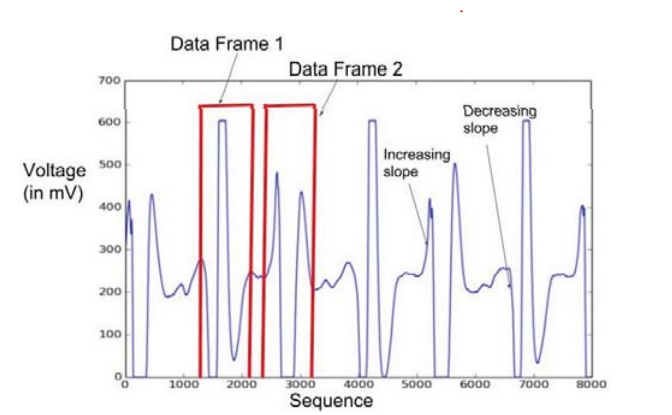 Data Frame 1
Data Frame 2
700
600
500
400
300
200
100
0
Voltage
(in mV)
Decreasing
slope
Increasing
slope
0 1000 2000 3000 4000 5000 6000 7000 8000
Sequence